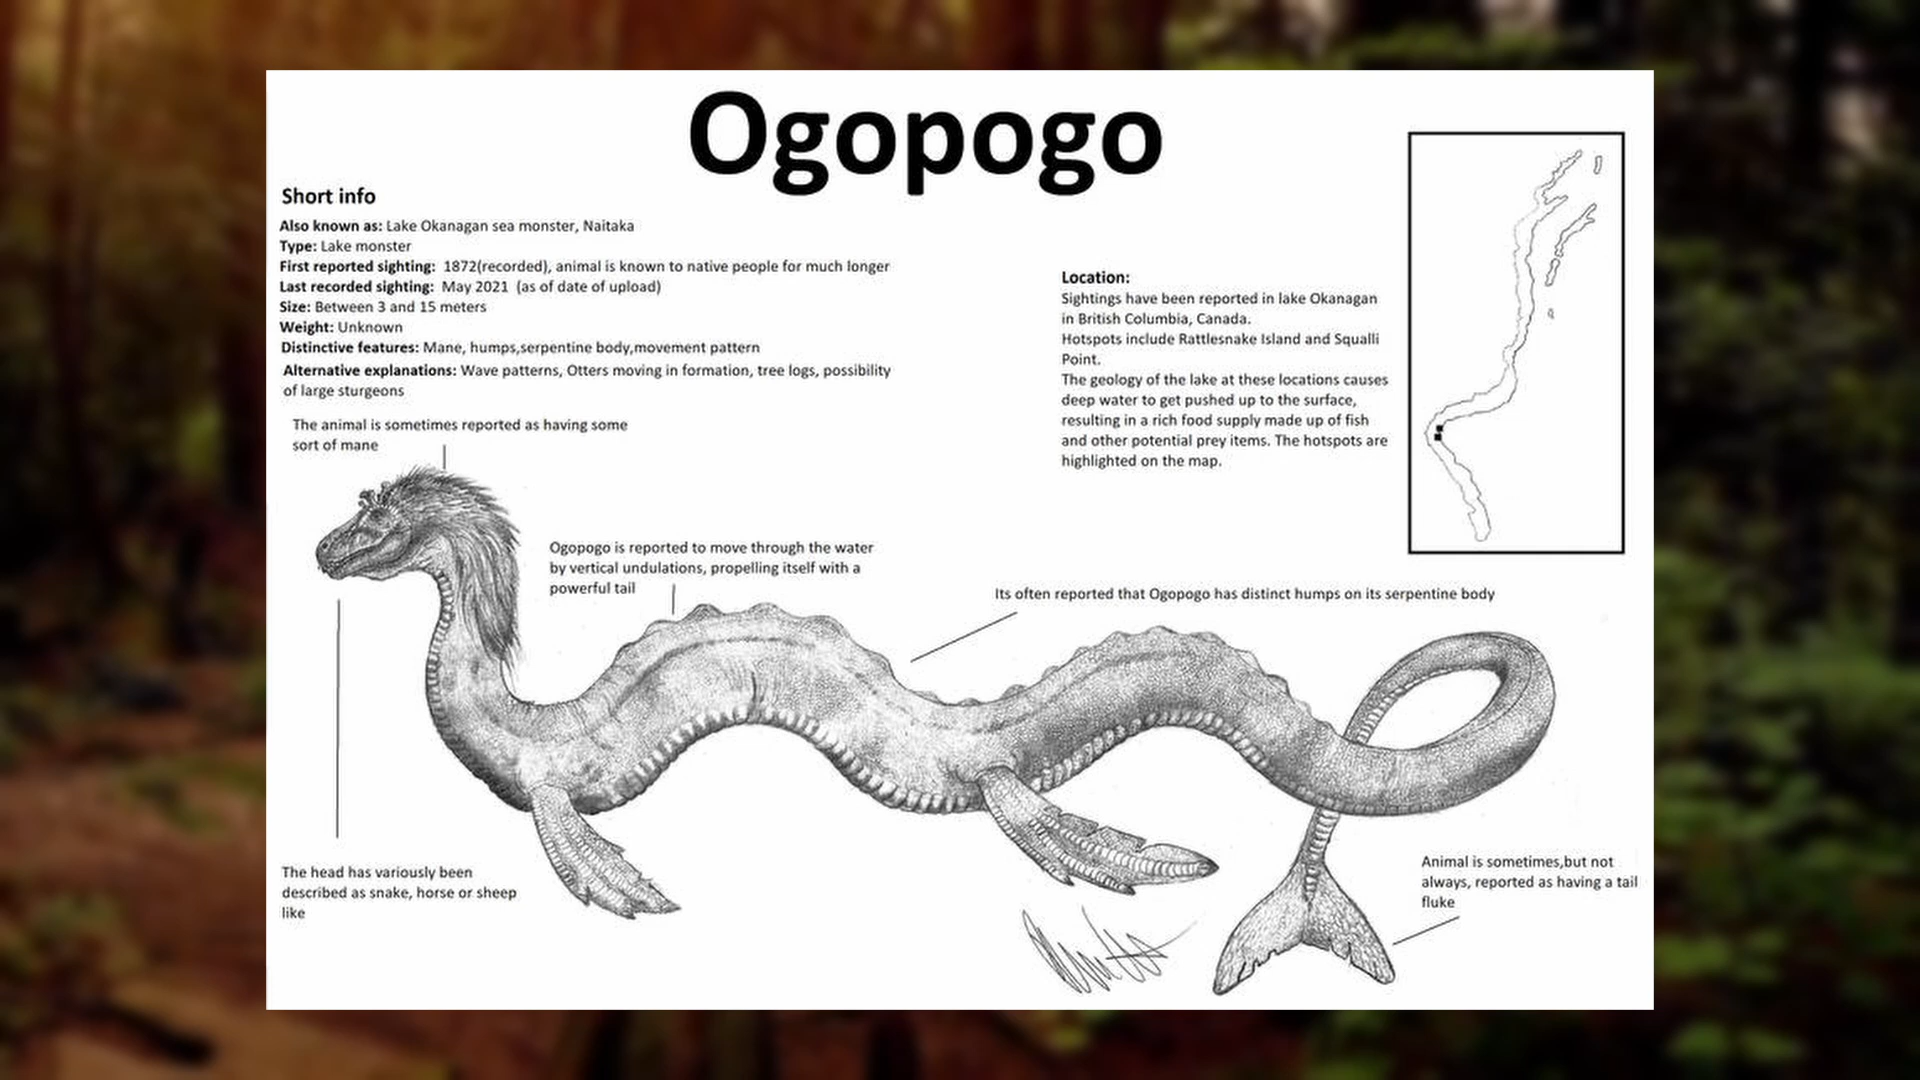 Ogopogo
Short info
Also known as: Lake Okanagan sea monster, Naitaka
Type: Lake monster
First reported sighting:  1872(recorded), animal is known to native people for much longer
Last recorded sighting:  May 2021  (as of date of upload)
Size: Between 3 and 15 meters
Weight: Unknown
Distinctive features: Mane, humps,serpentine body,movement pattern
Alternative explanations: Wave patterns, Otters moving in formation, tree logs, possibility
of large sturgeons
Location:
Sightings have been reported in lake Okanagan
in British Columbia, Canada.
Hotspots include Rattlesnake Island and Squalli
Point.
The geology of the lake at these locations causes
deep water to get pushed up to the surface,
resulting in a rich food supply made up of fish
and other potential prey items. The hotspots are
highlighted on the map.
The animal is sometimes reported as having some
sort of mane
Ogopogo is reported to move through the water
by vertical undulations, propelling itself with a
powerful tail
Its often reported that Ogopogo has distinct humps on its serpentine body
The head has variously been
described as snake, horse or sheep
like
Animal is sometimes,but not
always, reported as having a tail
fluke